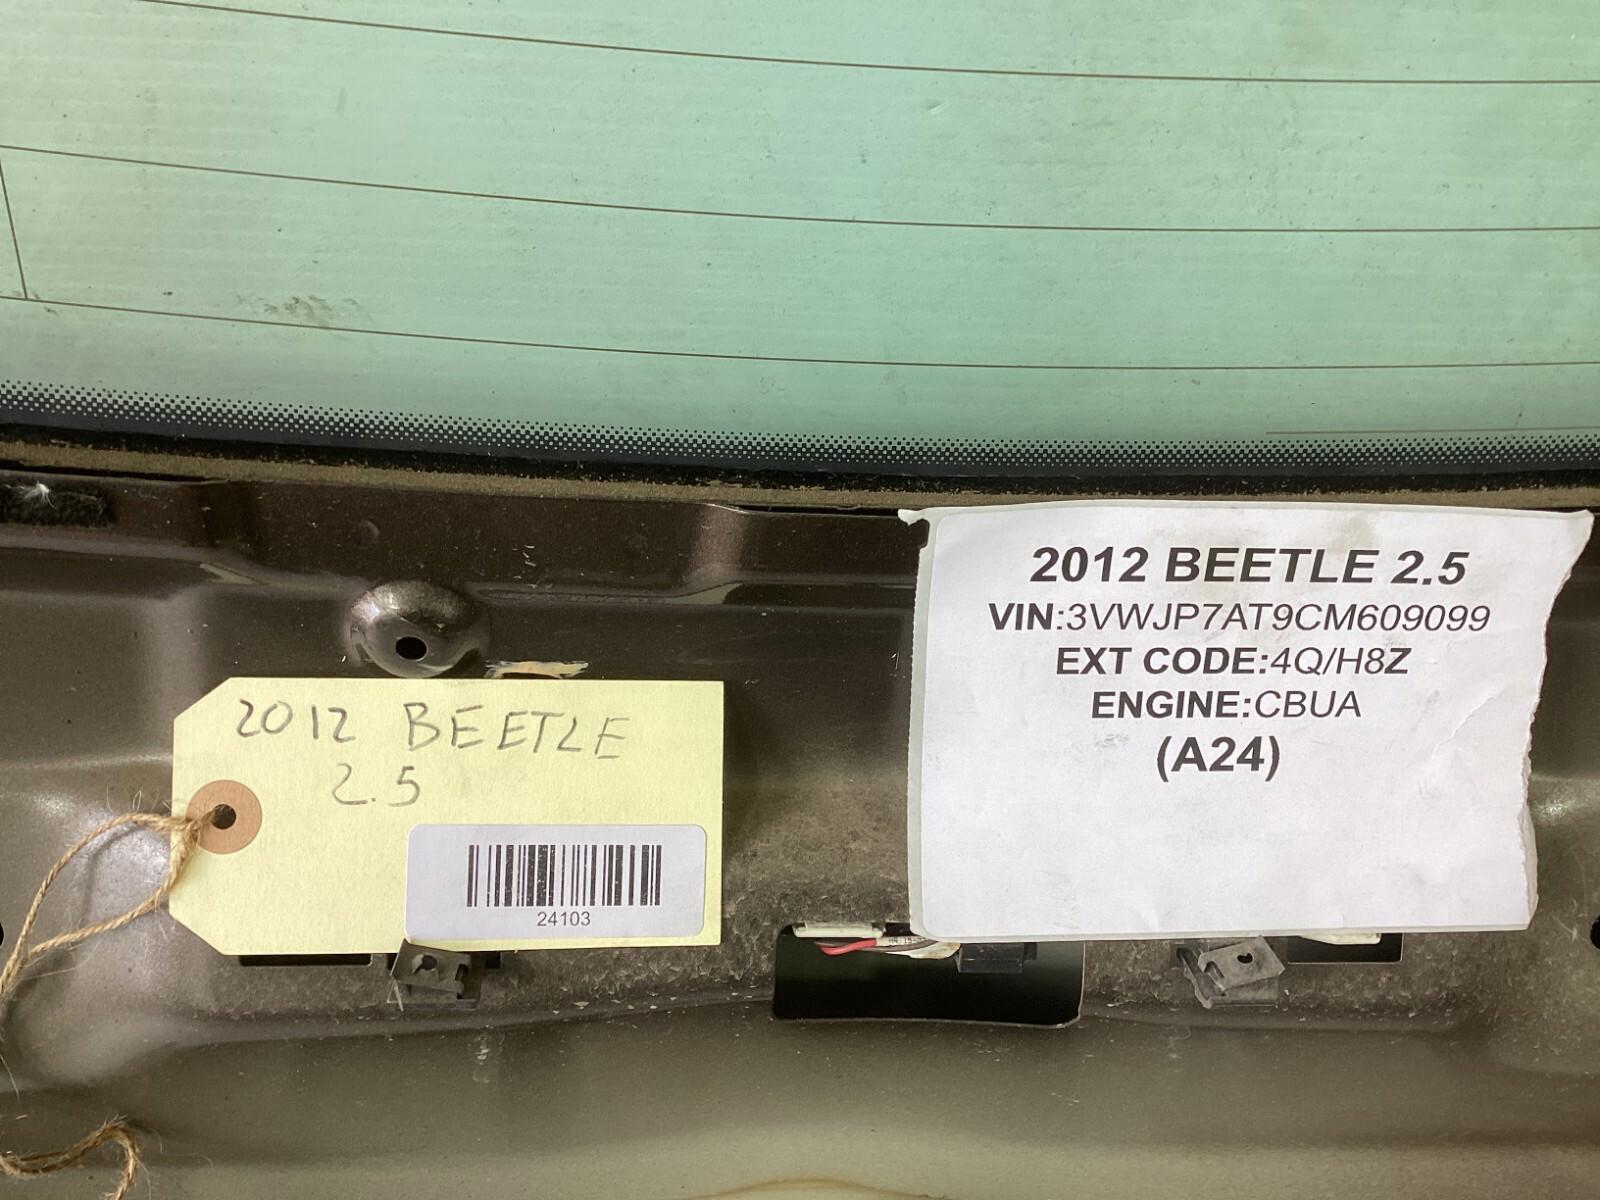 2012 BEETLE 2.5
VIN:3VWJP7AT9CM609099
EXT CODE:4Q/H8Z
ENGINE:CBUA
(A24)
2012 BEETLE
2.5
24103